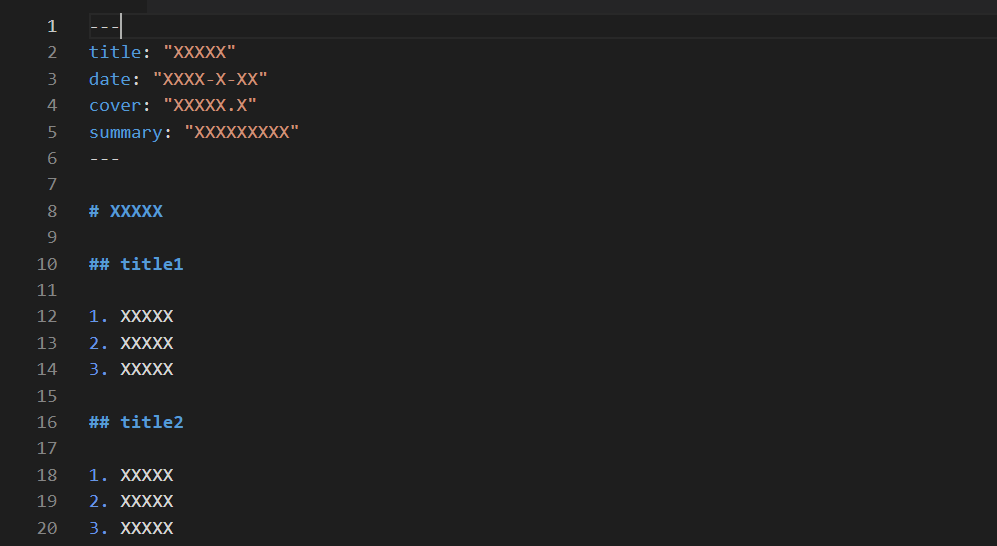 1 ---
2 title: "XXXXX"
3 date: "XXXX-X-XX"
4 cover: "XXXXX.X"
5 summary: "XXXXXXXXX"
6 ---
7
8 # XXXXX
9
10 ## title1
11
12 1. XXXXX
13 2. XXXXX
14 3. XXXXX
15
16 ## title2
17
18 1. XXXXX
19 2. XXXXX
20 3. XXXXX